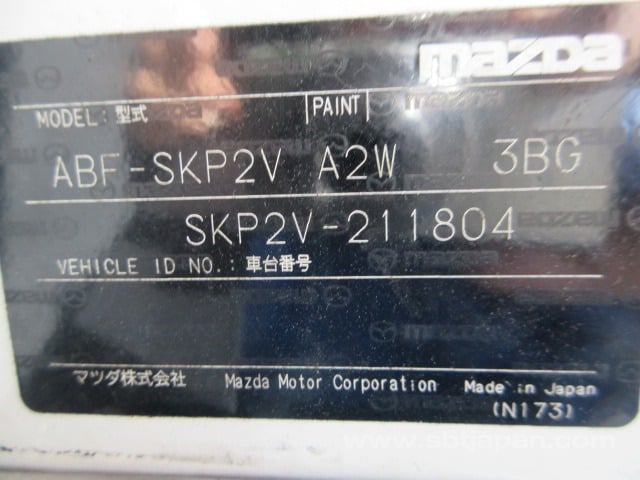 mazda
MODEL: 型式 PAINT
ABF-SKP2V A2W 3BG
SKP2V-211804
VEHICLE ID NO.: 車台番号
マツダ株式会社 Mazda Motor Corporation Made in Japan
(N173)
www.sbtjapan.com